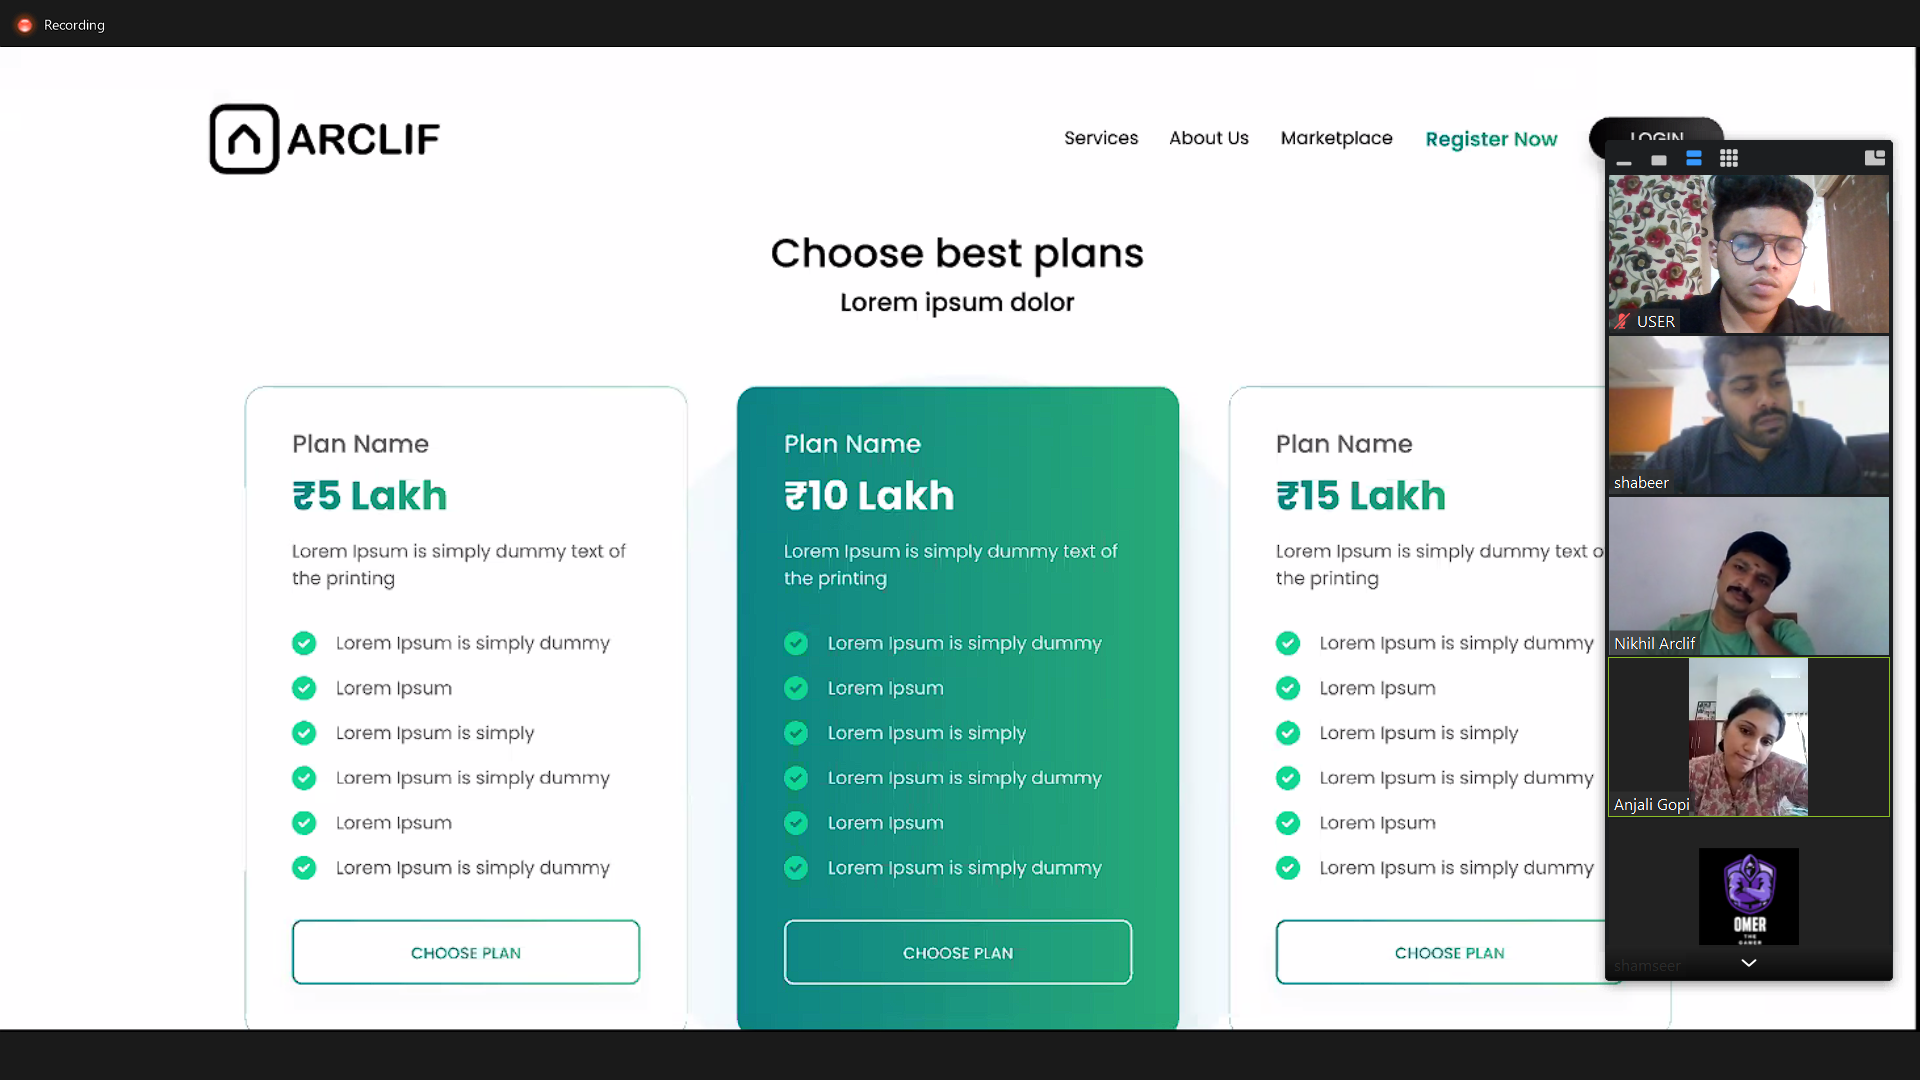 Recording
ARCLIF
Services About Us Marketplace Register Now LOGIN
Choose best plans
Lorem ipsum dolor
Plan Name
₹5 Lakh
Lorem Ipsum is simply dummy text of
the printing
Lorem Ipsum is simply dummy
Lorem Ipsum
Lorem Ipsum is simply
Lorem Ipsum is simply dummy
Lorem Ipsum
Lorem Ipsum is simply dummy
CHOOSE PLAN
Plan Name
₹10 Lakh
Lorem Ipsum is simply dummy text of
the printing
Lorem Ipsum is simply dummy
Lorem Ipsum
Lorem Ipsum is simply
Lorem Ipsum is simply dummy
Lorem Ipsum
Lorem Ipsum is simply dummy
CHOOSE PLAN
Plan Name
₹15 Lakh
Lorem Ipsum is simply dummy text o
the printing
Lorem Ipsum is simply dummy
Lorem Ipsum
Lorem Ipsum is simply
Lorem Ipsum is simply dummy
Lorem Ipsum
Lorem Ipsum is simply dummy
CHOOSE PLAN
USER
shabeer
Nikhil Arclif
Anjali Gopi
OMER
THE
GAMER
shamseer